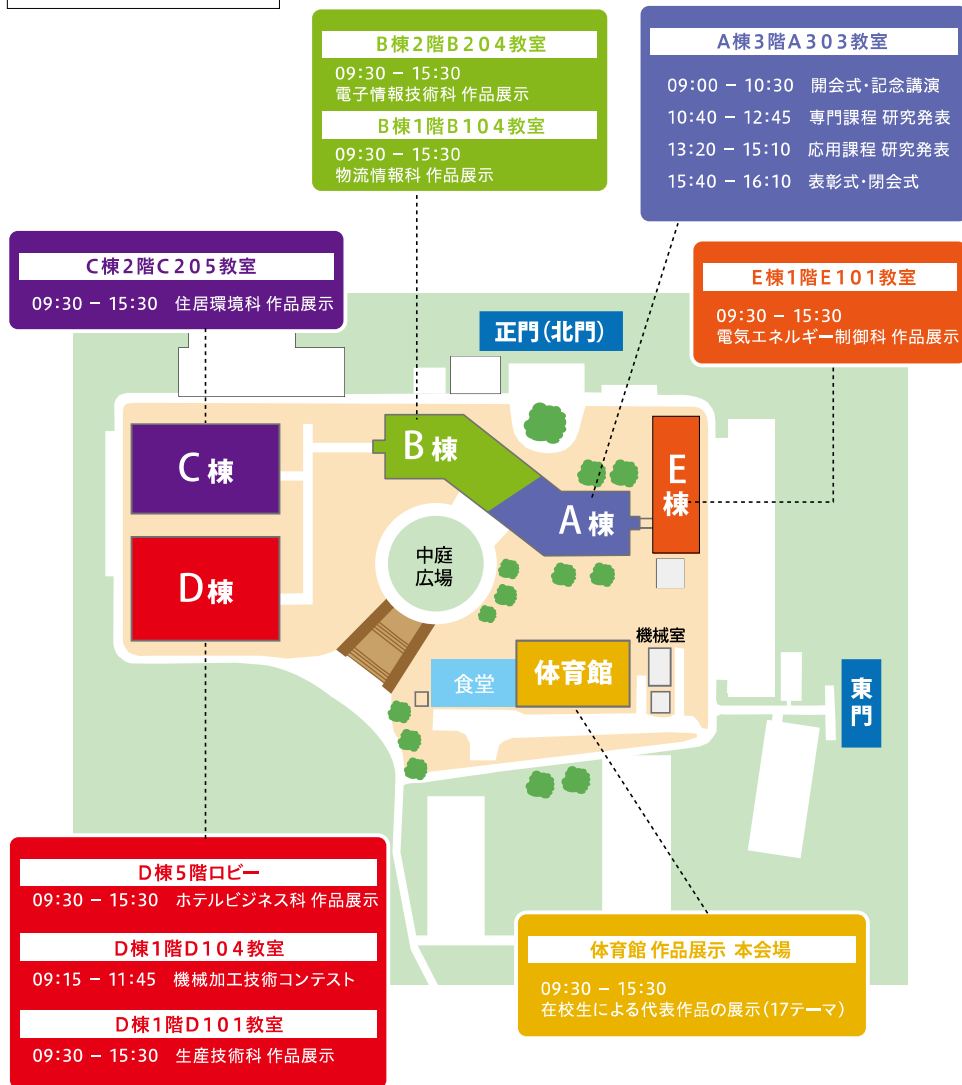 B棟2階B204教室
09:30 − 15:30
電子情報技術科 作品展示
B棟1階B104教室
09:30 − 15:30
物流情報科 作品展示
A棟3階A303教室
09:00 − 10:30 開会式・記念講演
10:40 − 12:45 専門課程 研究発表
13:20 − 15:10 応用課程 研究発表
15:40 − 16:10 表彰式・閉会式
C棟2階C205教室
09:30 − 15:30 住居環境科 作品展示
E棟1階E101教室
09:30 − 15:30
電気エネルギー制御科 作品展示
正門(北門)
B棟
C棟
E棟
A棟
中庭
広場
D棟
機械室
食堂
体育館
東門
D棟5階ロビー
09:30 − 15:30 ホテルビジネス科 作品展示
D棟1階D104教室
09:15 − 11:45 機械加工技術コンテスト
D棟1階D101教室
09:30 − 15:30 生産技術科 作品展示
体育館 作品展示 本会場
09:30 − 15:30
在校生による代表作品の展示(17テーマ)